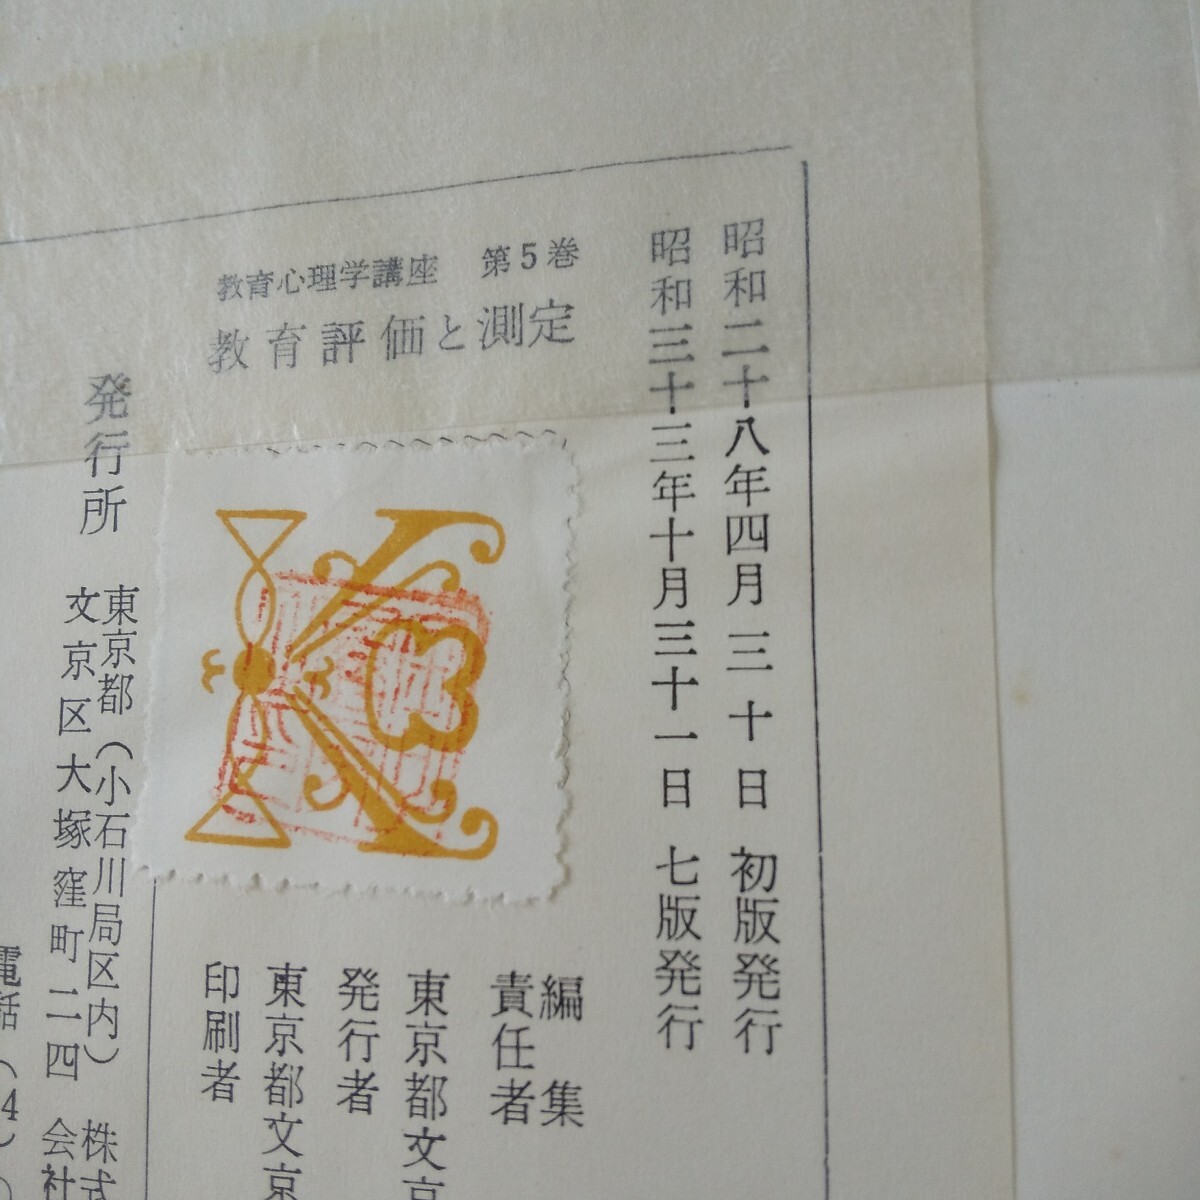 昭和二十八年四月三十日 初版発行
昭和三十三年十月三十一日 七版発行
教育心理学講座 第5巻
教育評価と測定
編集
責任者
東京都文京
発行者
東京都文京
印刷者
発行所
東京都(小石川局区内)
文京区大塚窪町二四
株式
会社
電話(94)